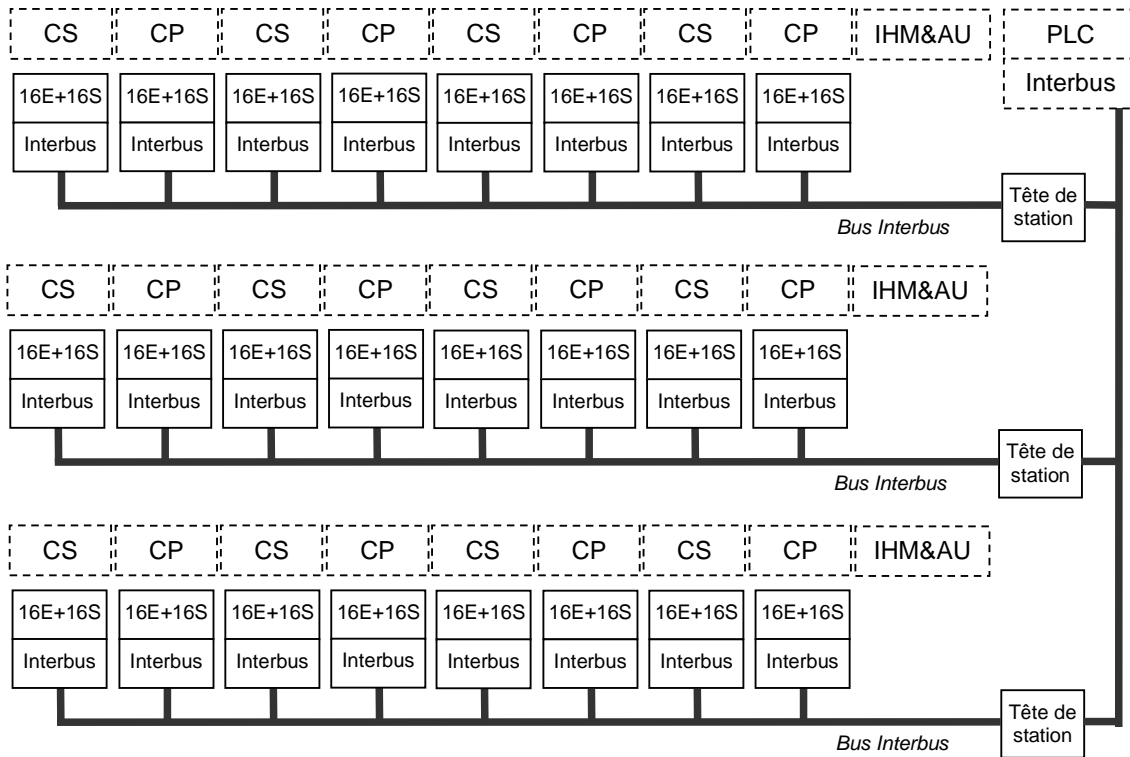 CS CP CS CP CS CP CS CP IHM&AU PLC
16E+16S 16E+16S 16E+16S 16E+16S 16E+16S 16E+16S 16E+16S 16E+16S Interbus
Interbus Interbus Interbus Interbus Interbus Interbus Interbus Interbus
Tête de
station
Bus Interbus
CS CP CS CP CS CP CS CP IHM&AU
16E+16S 16E+16S 16E+16S 16E+16S 16E+16S 16E+16S 16E+16S 16E+16S
Interbus Interbus Interbus Interbus Interbus Interbus Interbus Interbus
Tête de
station
Bus Interbus
CS CP CS CP CS CP CS CP IHM&AU
16E+16S 16E+16S 16E+16S 16E+16S 16E+16S 16E+16S 16E+16S 16E+16S
Interbus Interbus Interbus Interbus Interbus Interbus Interbus Interbus
Tête de
station
Bus Interbus